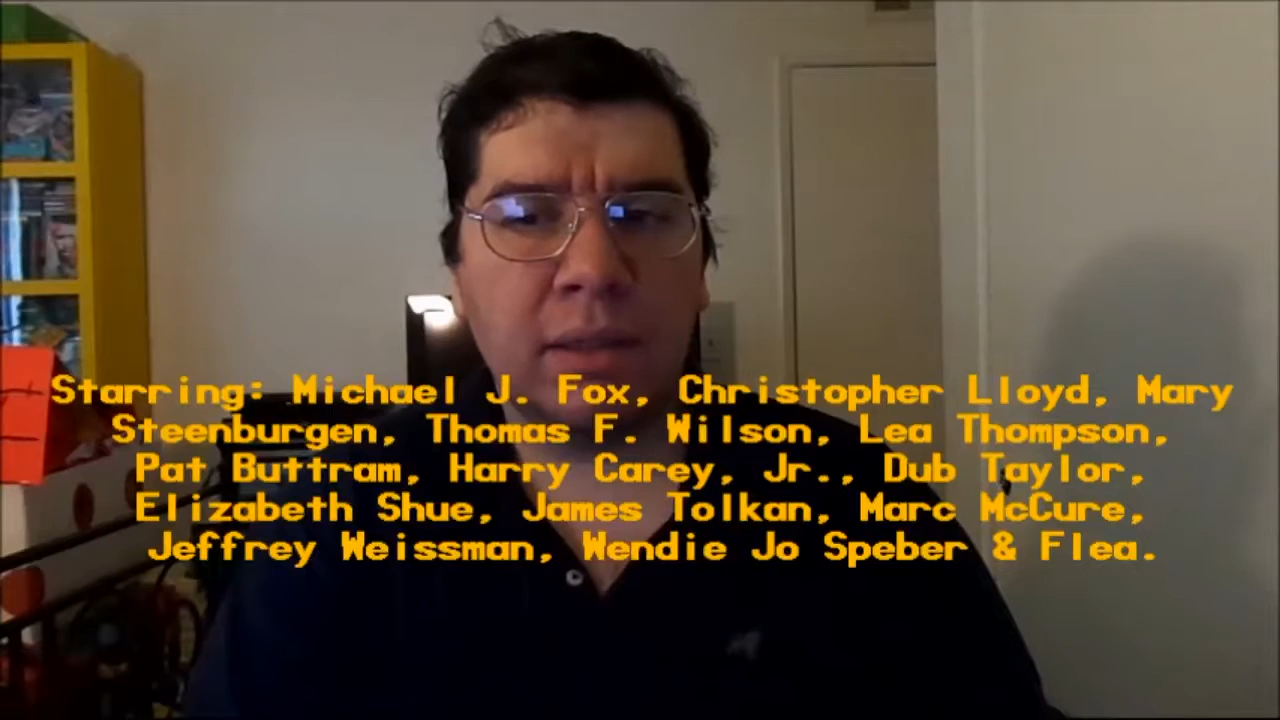 Starring: Michael J. Fox, Christopher Lloyd, Mary
Steenburgen, Thomas F. Wilson, Lea Thompson,
Pat Buttram, Harry Carey, Jr., Dub Taylor,
Elizabeth Shue, James Tolkan, Marc McCure,
Jeffrey Weissman, Wendie Jo Speber & Flea.